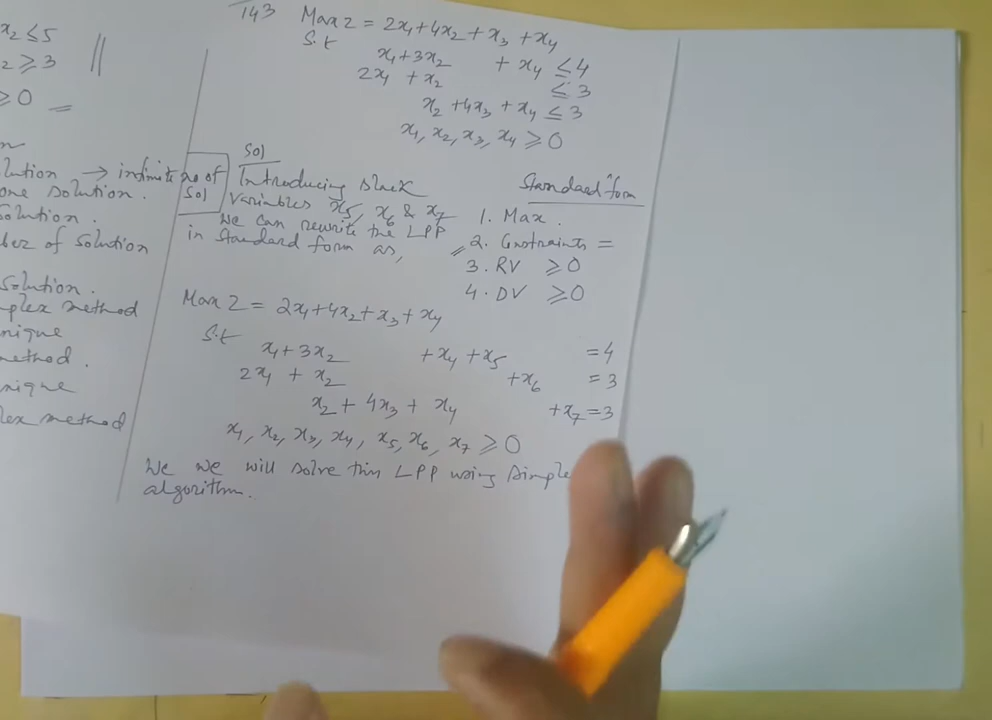 x2 ≤ 5
2 ≥ 3
≥ 0
lution → infinite no of sol
one solution.
solution.
ber of solution
solution.
plex method
nique
method.
nique
lex method
143 Max z = 2x1 + 4x2 + x3 + x4
S.t
x1 + 3x2 + x4 ≤ 4
2x1 + x2 ≤ 3
x2 + 4x3 + x4 ≤ 3
x1, x2, x3, x4 ≥ 0
Sol
Introducing slack
variables x5, x6 & x7
We can rewrite the LPP
in standard form as,
Standard form
1. Max.
2. Constraints =
3. RV ≥ 0
4. DV ≥ 0
Max Z = 2x1 + 4x2 + x3 + x4
S.t
x1 + 3x2 + x4 + x5 = 4
2x1 + x2 + x6 = 3
x2 + 4x3 + x4 + x7 = 3
x1, x2, x3, x4, x5, x6, x7 ≥ 0
We we will solve this LPP using Simple
algorithm.